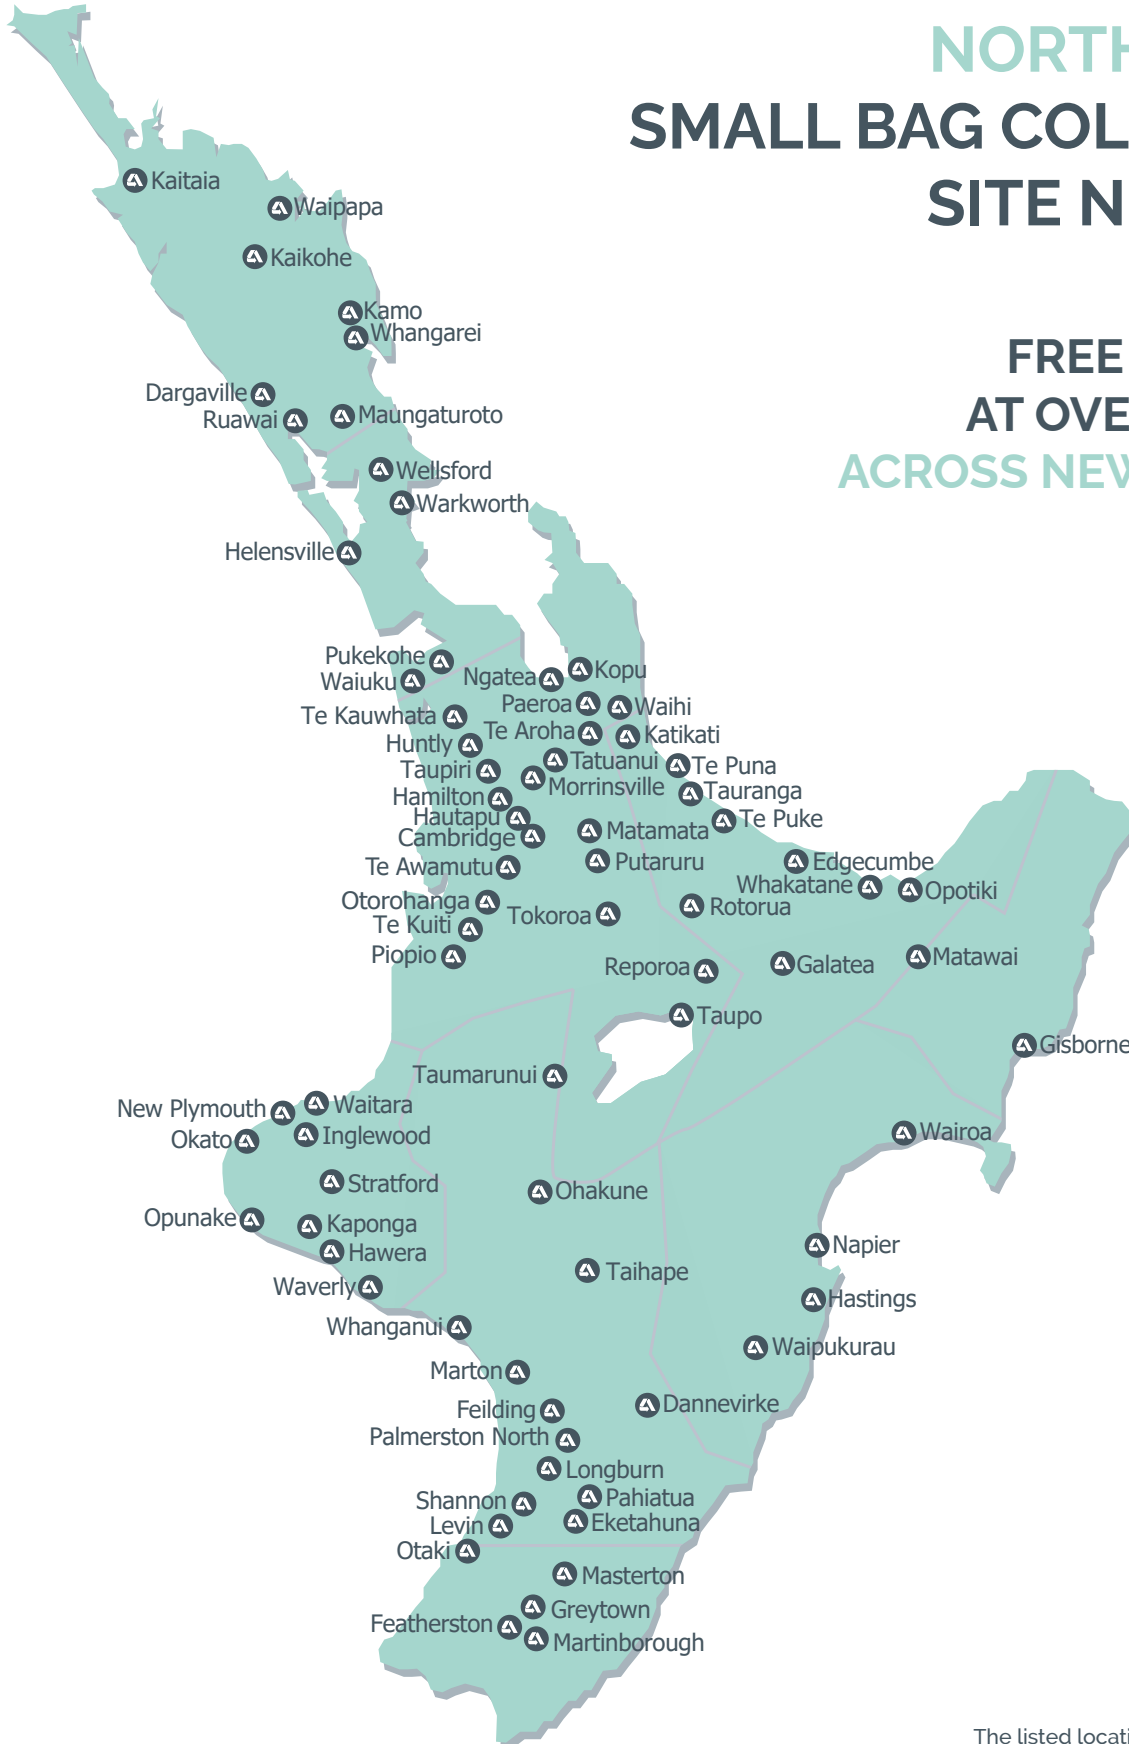 NORTH
SMALL BAG COL
SITE N
FREE
AT OVE
ACROSS NEW
Kaitaia
Waipapa
Kaikohe
Kamo
Whangarei
Dargaville
Ruawai
Maungaturoto
Wellsford
Warkworth
Helensville
Pukekohe
Waiuku
Ngatea
Kopu
Paeroa
Waihi
Te Kauwhata
Te Aroha
Katikati
Huntly
Tatuanui
Te Puna
Taupiri
Morrinsville
Tauranga
Hamilton
Hautapu
Te Puke
Cambridge
Matamata
Te Awamutu
Putaruru
Edgecumbe
Whakatane
Opotiki
Otorohanga
Tokoroa
Rotorua
Te Kuiti
Piopio
Reporoa
Galatea
Matawai
Taupo
Gisborne
Taumarunui
New Plymouth
Waitara
Okato
Inglewood
Wairoa
Stratford
Ohakune
Opunake
Kaponga
Hawera
Napier
Waverly
Taihape
Hastings
Whanganui
Waipukurau
Marton
Feilding
Dannevirke
Palmerston North
Longburn
Shannon
Pahiatua
Levin
Eketahuna
Otaki
Masterton
Greytown
Featherston
Martinborough
The listed locati